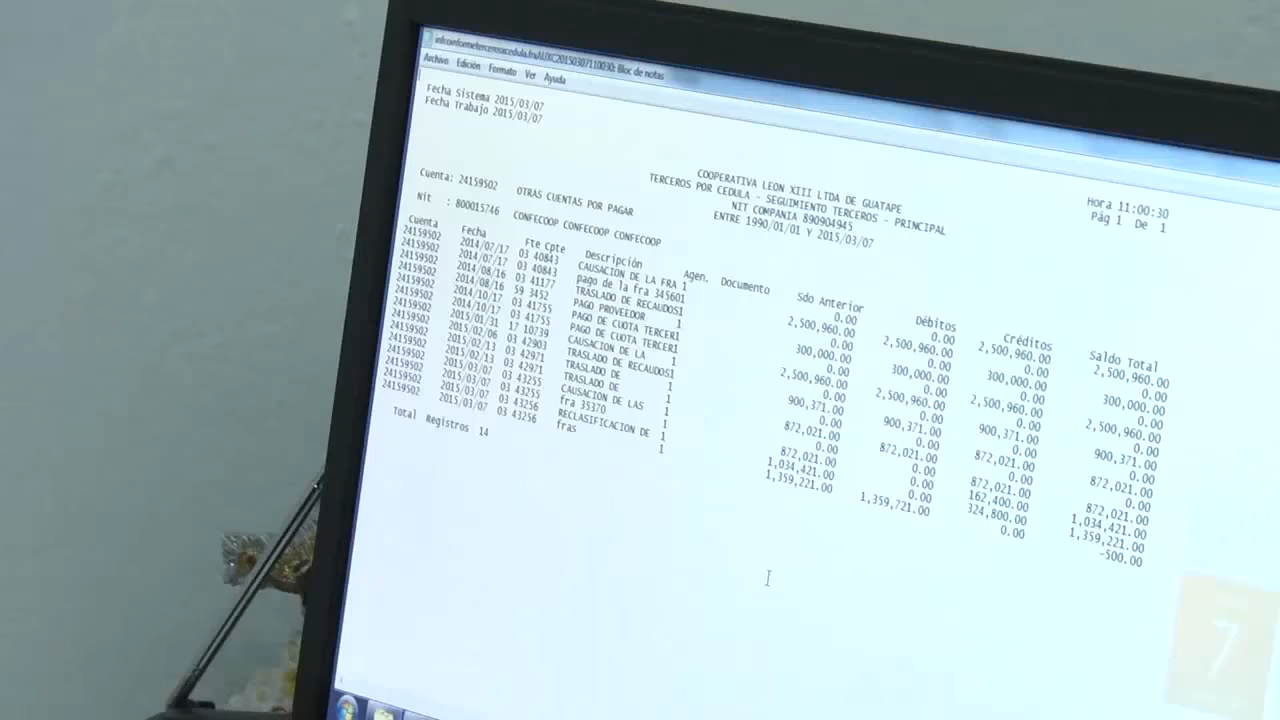 infcoinformetercerosxcedula.fraAUXC20150307110030: Bloc de notas
Archivo Edición Formato Ver Ayuda
Fecha Sistema 2015/03/07
Fecha Trabajo 2015/03/07
COOPERATIVA LEON XIII LTDA DE GUATAPE
TERCEROS POR CEDULA - SEGUIMIENTO TERCEROS - PRINCIPAL
NIT COMPANIA 890904945
ENTRE 1990/01/01 Y 2015/03/07
Hora 11:00:30
Pág 1 De 1
Cuenta: 24159502 OTRAS CUENTAS POR PAGAR
Nit : 800015746 CONFECOOP CONFECOOP CONFECOOP
Cuenta Fecha Fte Cpte Descripción Agen. Documento Sdo Anterior Débitos Créditos Saldo Total
24159502 2014/07/17 03 40843 CAUSACION DE LA FRA 1 0.00 0.00 2,500,960.00 2,500,960.00
24159502 2014/07/17 03 40843 pago de la fra 345601 2,500,960.00 2,500,960.00 0.00 0.00
24159502 2014/08/16 03 41177 TRASLADO DE RECAUDOS1 0.00 0.00 300,000.00 300,000.00
24159502 2014/08/16 59 3452 PAGO PROVEEDOR 1 300,000.00 300,000.00 0.00 0.00
24159502 2014/10/17 03 41755 PAGO DE CUOTA TERCER1 0.00 0.00 2,500,960.00 2,500,960.00
24159502 2014/10/17 03 41755 PAGO DE CUOTA TERCER1 2,500,960.00 2,500,960.00 0.00 0.00
24159502 2015/01/31 17 10739 CAUSACION DE LA 1 0.00 0.00 900,371.00 900,371.00
24159502 2015/02/06 03 42903 TRASLADO DE RECAUDOS1 900,371.00 900,371.00 0.00 0.00
24159502 2015/02/13 03 42971 TRASLADO DE 1 0.00 0.00 872,021.00 872,021.00
24159502 2015/02/13 03 42971 TRASLADO DE 1 872,021.00 872,021.00 0.00 0.00
24159502 2015/03/07 03 43255 CAUSACION DE LAS 1 0.00 0.00 872,021.00 872,021.00
24159502 2015/03/07 03 43255 fra 35370 1 872,021.00 0.00 162,400.00 1,034,421.00
24159502 2015/03/07 03 43256 RECLASIFICACION DE 1 1,034,421.00 0.00 324,800.00 1,359,221.00
24159502 2015/03/07 03 43256 fras 1 1,359,221.00 1,359,721.00 0.00 -500.00
Total Registros 14
7